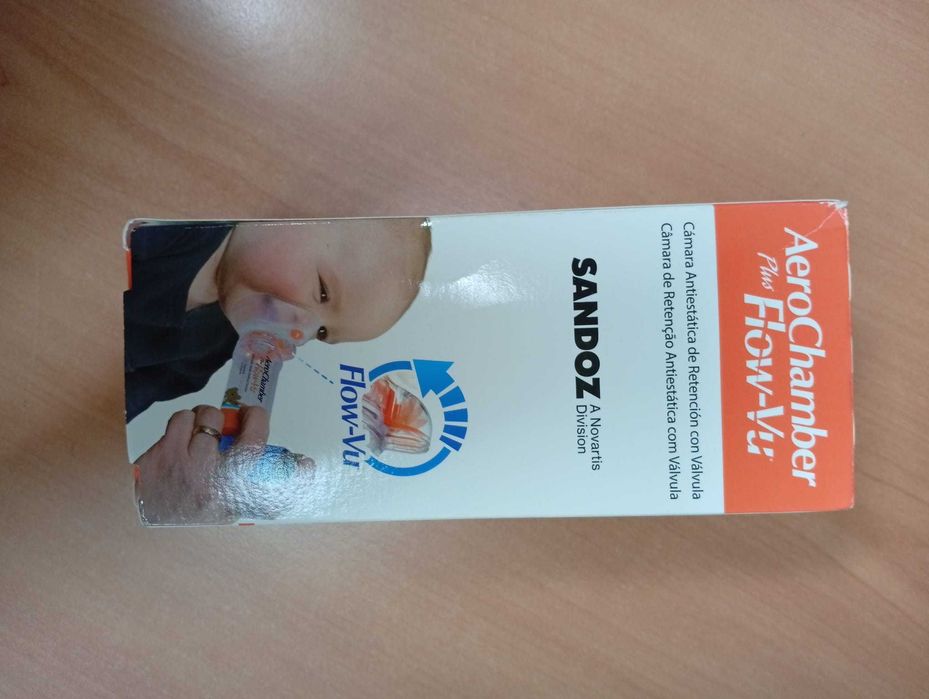 AeroChamber
Plus Flow-Vu
Cámara Antiestática de Retención con Válvula
Câmara de Retenção Antiestática com Válvula
SANDOZ A Novartis
Division
Flow-Vu
AeroChamber